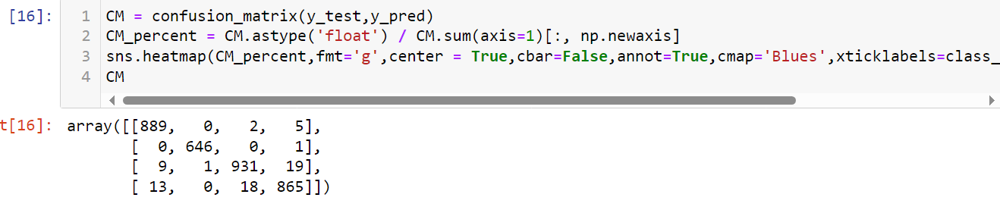 [16]:
1 CM = confusion_matrix(y_test,y_pred)
2 CM_percent = CM.astype('float') / CM.sum(axis=1)[:, np.newaxis]
3 sns.heatmap(CM_percent,fmt='g',center = True,cbar=False,annot=True,cmap='Blues',xticklabels=class_
4 CM
t[16]: array([[889, 0, 2, 5],
[ 0, 646, 0, 1],
[ 9, 1, 931, 19],
[ 13, 0, 18, 865]])